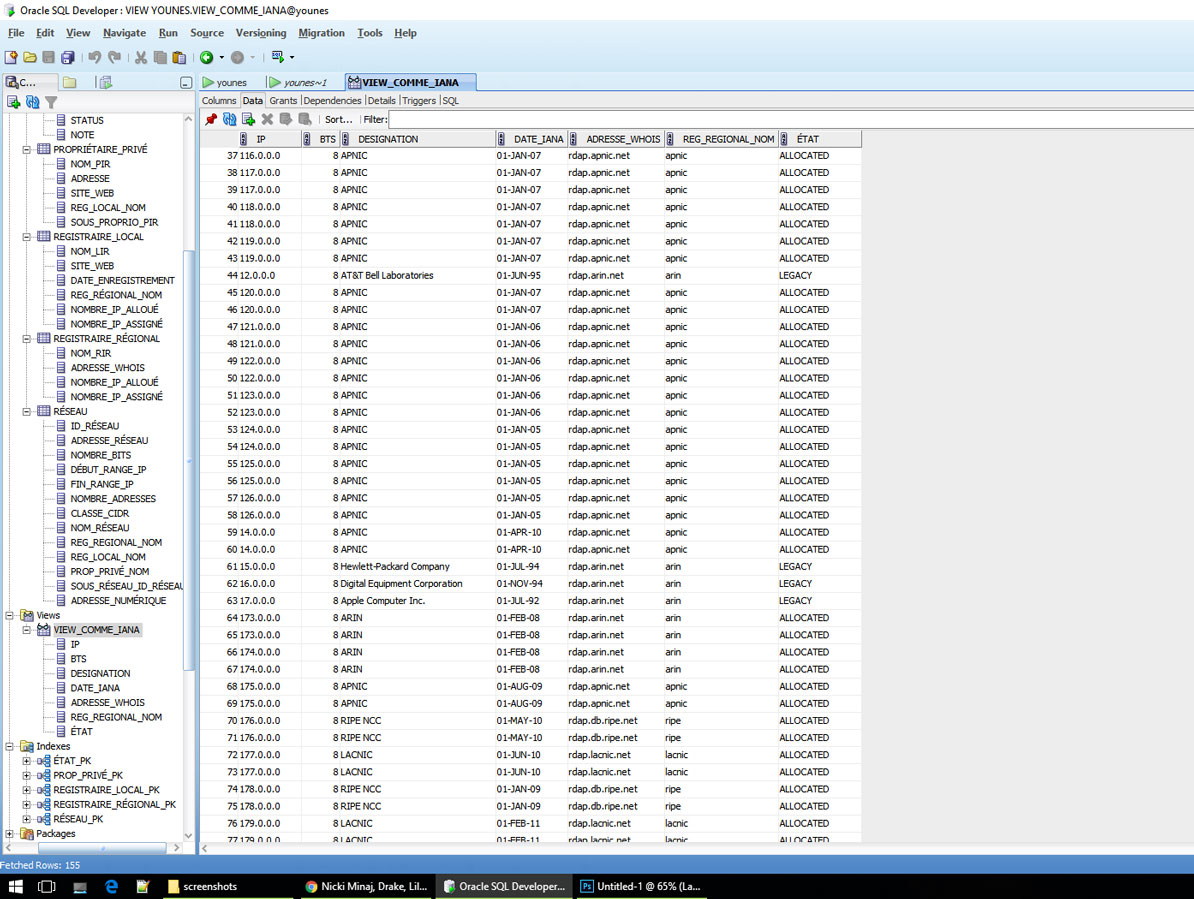 Oracle SQL Developer : VIEW YOUNES.VIEW_COMME_IANA@younes
File Edit View Navigate Run Source Versioning Migration Tools Help
C...
younes younes~1 VIEW_COMME_IANA
Columns Data Grants Dependencies Details Triggers SQL
Sort... Filter:
STATUS
NOTE
PROPRIÉTAIRE_PRIVÉ
NOM_PIR
ADRESSE
SITE_WEB
REG_LOCAL_NOM
SOUS_PROPRIO_PIR
REGISTRAIRE_LOCAL
NOM_LIR
SITE_WEB
DATE_ENREGISTREMENT
REG_RÉGIONAL_NOM
NOMBRE_IP_ALLOUÉ
NOMBRE_IP_ASSIGNÉ
REGISTRAIRE_RÉGIONAL
NOM_RIR
ADRESSE_WHOIS
NOMBRE_IP_ALLOUÉ
NOMBRE_IP_ASSIGNÉ
RÉSEAU
ID_RÉSEAU
ADRESSE_RÉSEAU
NOMBRE_BITS
DÉBUT_RANGE_IP
FIN_RANGE_IP
NOMBRE_ADRESSES
CLASSE_CIDR
NOM_RÉSEAU
REG_REGIONAL_NOM
REG_LOCAL_NOM
PROP_PRIVÉ_NOM
SOUS_RÉSEAU_ID_RÉSEAU
ADRESSE_NUMÉRIQUE
Views
VIEW_COMME_IANA
IP
BTS
DESIGNATION
DATE_IANA
ADRESSE_WHOIS
REG_REGIONAL_NOM
ÉTAT
Indexes
ÉTAT_PK
PROP_PRIVÉ_PK
REGISTRAIRE_LOCAL_PK
REGISTRAIRE_RÉGIONAL_PK
RÉSEAU_PK
Packages
IP BTS DESIGNATION DATE_IANA ADRESSE_WHOIS REG_REGIONAL_NOM ÉTAT
37 116.0.0.0 8 APNIC 01-JAN-07 rdap.apnic.net apnic ALLOCATED
38 117.0.0.0 8 APNIC 01-JAN-07 rdap.apnic.net apnic ALLOCATED
39 117.0.0.0 8 APNIC 01-JAN-07 rdap.apnic.net apnic ALLOCATED
40 118.0.0.0 8 APNIC 01-JAN-07 rdap.apnic.net apnic ALLOCATED
41 118.0.0.0 8 APNIC 01-JAN-07 rdap.apnic.net apnic ALLOCATED
42 119.0.0.0 8 APNIC 01-JAN-07 rdap.apnic.net apnic ALLOCATED
43 119.0.0.0 8 APNIC 01-JAN-07 rdap.apnic.net apnic ALLOCATED
44 12.0.0.0 8 AT&T Bell Laboratories 01-JUN-95 rdap.arin.net arin LEGACY
45 120.0.0.0 8 APNIC 01-JAN-07 rdap.apnic.net apnic ALLOCATED
46 120.0.0.0 8 APNIC 01-JAN-07 rdap.apnic.net apnic ALLOCATED
47 121.0.0.0 8 APNIC 01-JAN-06 rdap.apnic.net apnic ALLOCATED
48 121.0.0.0 8 APNIC 01-JAN-06 rdap.apnic.net apnic ALLOCATED
49 122.0.0.0 8 APNIC 01-JAN-06 rdap.apnic.net apnic ALLOCATED
50 122.0.0.0 8 APNIC 01-JAN-06 rdap.apnic.net apnic ALLOCATED
51 123.0.0.0 8 APNIC 01-JAN-06 rdap.apnic.net apnic ALLOCATED
52 123.0.0.0 8 APNIC 01-JAN-06 rdap.apnic.net apnic ALLOCATED
53 124.0.0.0 8 APNIC 01-JAN-05 rdap.apnic.net apnic ALLOCATED
54 124.0.0.0 8 APNIC 01-JAN-05 rdap.apnic.net apnic ALLOCATED
55 125.0.0.0 8 APNIC 01-JAN-05 rdap.apnic.net apnic ALLOCATED
56 125.0.0.0 8 APNIC 01-JAN-05 rdap.apnic.net apnic ALLOCATED
57 126.0.0.0 8 APNIC 01-JAN-05 rdap.apnic.net apnic ALLOCATED
58 126.0.0.0 8 APNIC 01-JAN-05 rdap.apnic.net apnic ALLOCATED
59 14.0.0.0 8 APNIC 01-APR-10 rdap.apnic.net apnic ALLOCATED
60 14.0.0.0 8 APNIC 01-APR-10 rdap.apnic.net apnic ALLOCATED
61 15.0.0.0 8 Hewlett-Packard Company 01-JUL-94 rdap.arin.net arin LEGACY
62 16.0.0.0 8 Digital Equipment Corporation 01-NOV-94 rdap.arin.net arin LEGACY
63 17.0.0.0 8 Apple Computer Inc. 01-JUL-92 rdap.arin.net arin LEGACY
64 173.0.0.0 8 ARIN 01-FEB-08 rdap.arin.net arin ALLOCATED
65 173.0.0.0 8 ARIN 01-FEB-08 rdap.arin.net arin ALLOCATED
66 174.0.0.0 8 ARIN 01-FEB-08 rdap.arin.net arin ALLOCATED
67 174.0.0.0 8 ARIN 01-FEB-08 rdap.arin.net arin ALLOCATED
68 175.0.0.0 8 APNIC 01-AUG-09 rdap.apnic.net apnic ALLOCATED
69 175.0.0.0 8 APNIC 01-AUG-09 rdap.apnic.net apnic ALLOCATED
70 176.0.0.0 8 RIPE NCC 01-MAY-10 rdap.db.ripe.net ripe ALLOCATED
71 176.0.0.0 8 RIPE NCC 01-MAY-10 rdap.db.ripe.net ripe ALLOCATED
72 177.0.0.0 8 LACNIC 01-JUN-10 rdap.lacnic.net lacnic ALLOCATED
73 177.0.0.0 8 LACNIC 01-JUN-10 rdap.lacnic.net lacnic ALLOCATED
74 178.0.0.0 8 RIPE NCC 01-JAN-09 rdap.db.ripe.net ripe ALLOCATED
75 178.0.0.0 8 RIPE NCC 01-JAN-09 rdap.db.ripe.net ripe ALLOCATED
76 179.0.0.0 8 LACNIC 01-FEB-11 rdap.lacnic.net lacnic ALLOCATED
77 179.0.0.0 8 LACNIC 01-FEB-11 rdap.lacnic.net lacnic ALLOCATED
Fetched Rows: 155
screenshots Nicki Minaj, Drake, Lil... Oracle SQL Developer... Untitled-1 @ 65% (La...